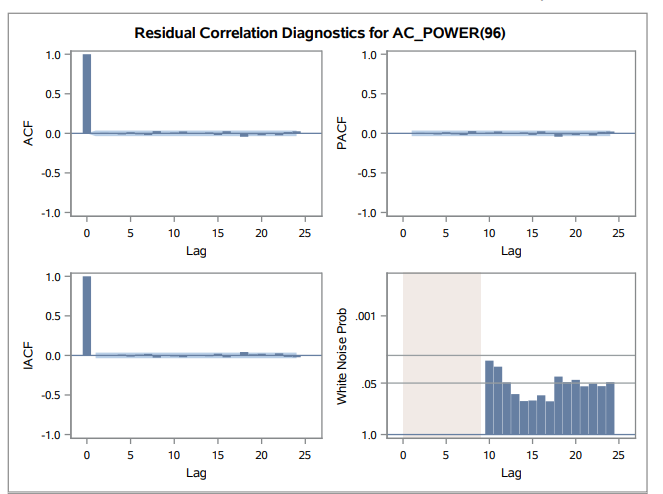 Residual Correlation Diagnostics for AC_POWER(96)
1.0
0.5
0.0
-0.5
-1.0
ACF
0 5 10 15 20 25
Lag
1.0
0.5
0.0
-0.5
-1.0
PACF
0 5 10 15 20 25
Lag
1.0
0.5
0.0
-0.5
-1.0
IACF
0 5 10 15 20 25
Lag
.001
.05
1.0
White Noise Prob
0 5 10 15 20 25
Lag